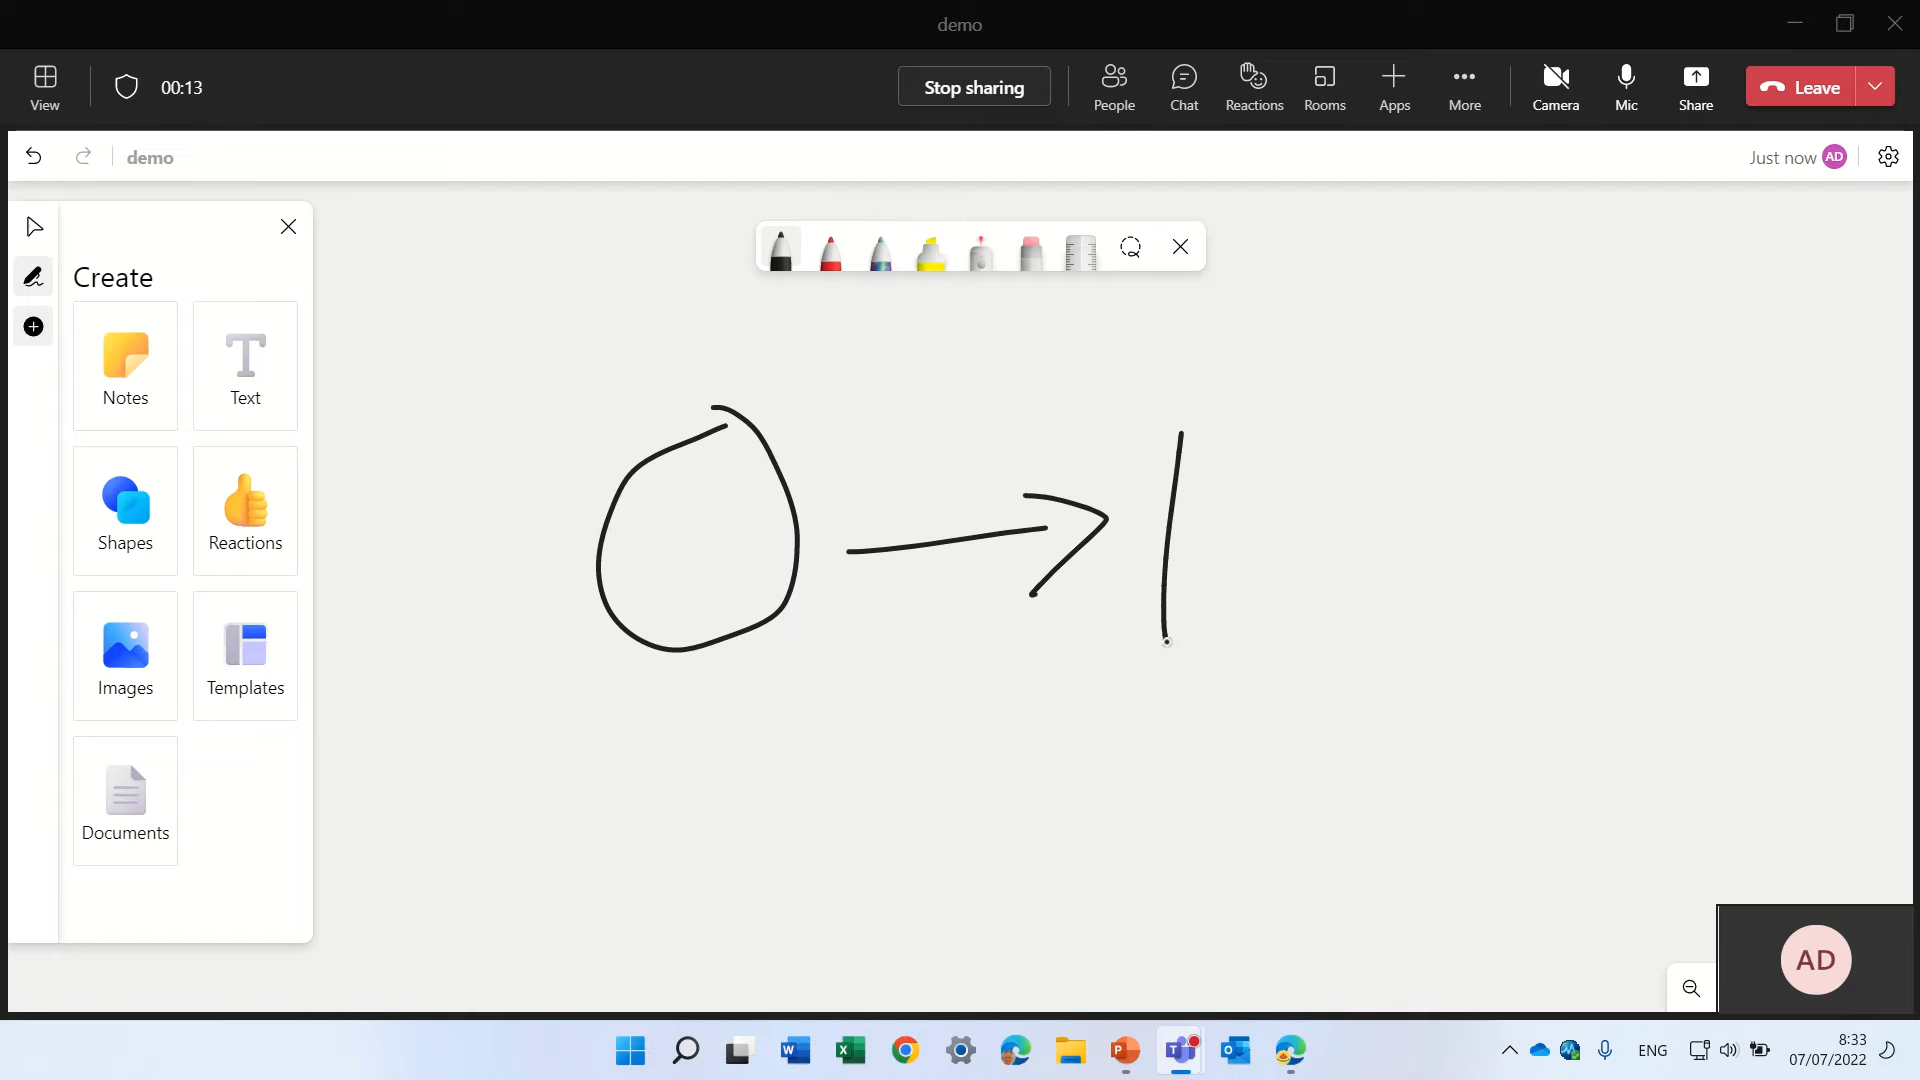 demo
View
00:13
Stop sharing
People
Chat
Reactions
Rooms
Apps
More
Camera
Mic
Share
Leave
demo
Just now AD
Create
Notes
Text
Shapes
Reactions
Images
Templates
Documents
AD
ENG
8:33
07/07/2022